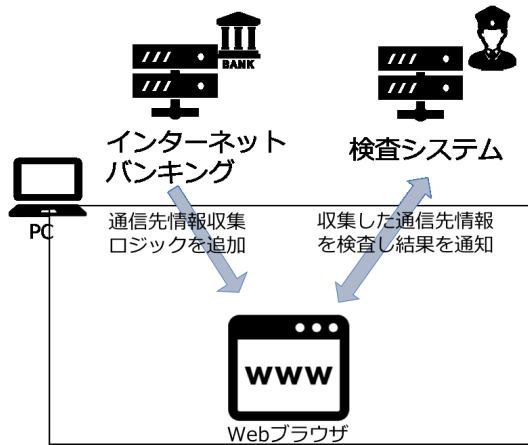 BANK
インターネット
バンキング
検査システム
PC
通信先情報収集
ロジックを追加
収集した通信先情報
を検査し結果を通知
WWW
Webブラウザ